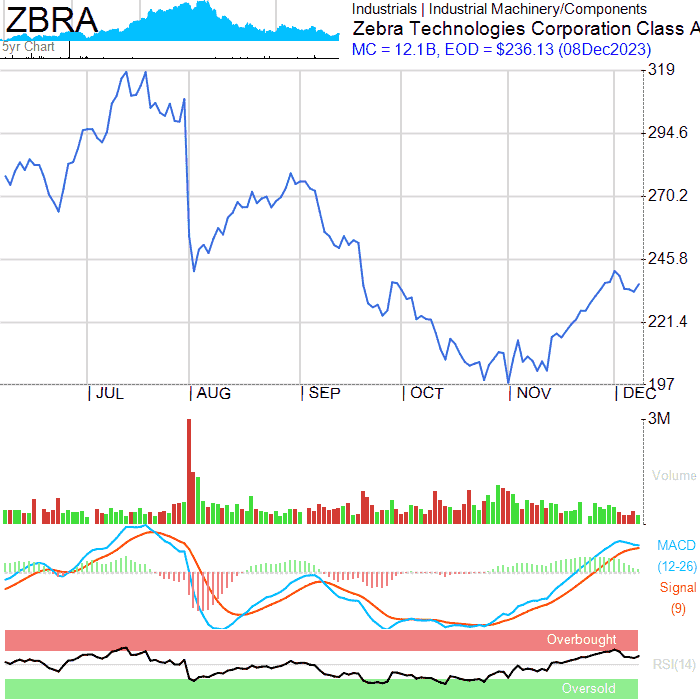 ZBRA
5yr Chart
Industrials | Industrial Machinery/Components
Zebra Technologies Corporation Class A
MC = 12.1B, EOD = $236.13 (08Dec2023)
319
294.6
270.2
245.8
221.4
197
JUL
AUG
SEP
OCT
NOV
DEC
3M
Volume
MACD
(12-26)
Signal
(9)
Overbought
RSI(14)
Oversold